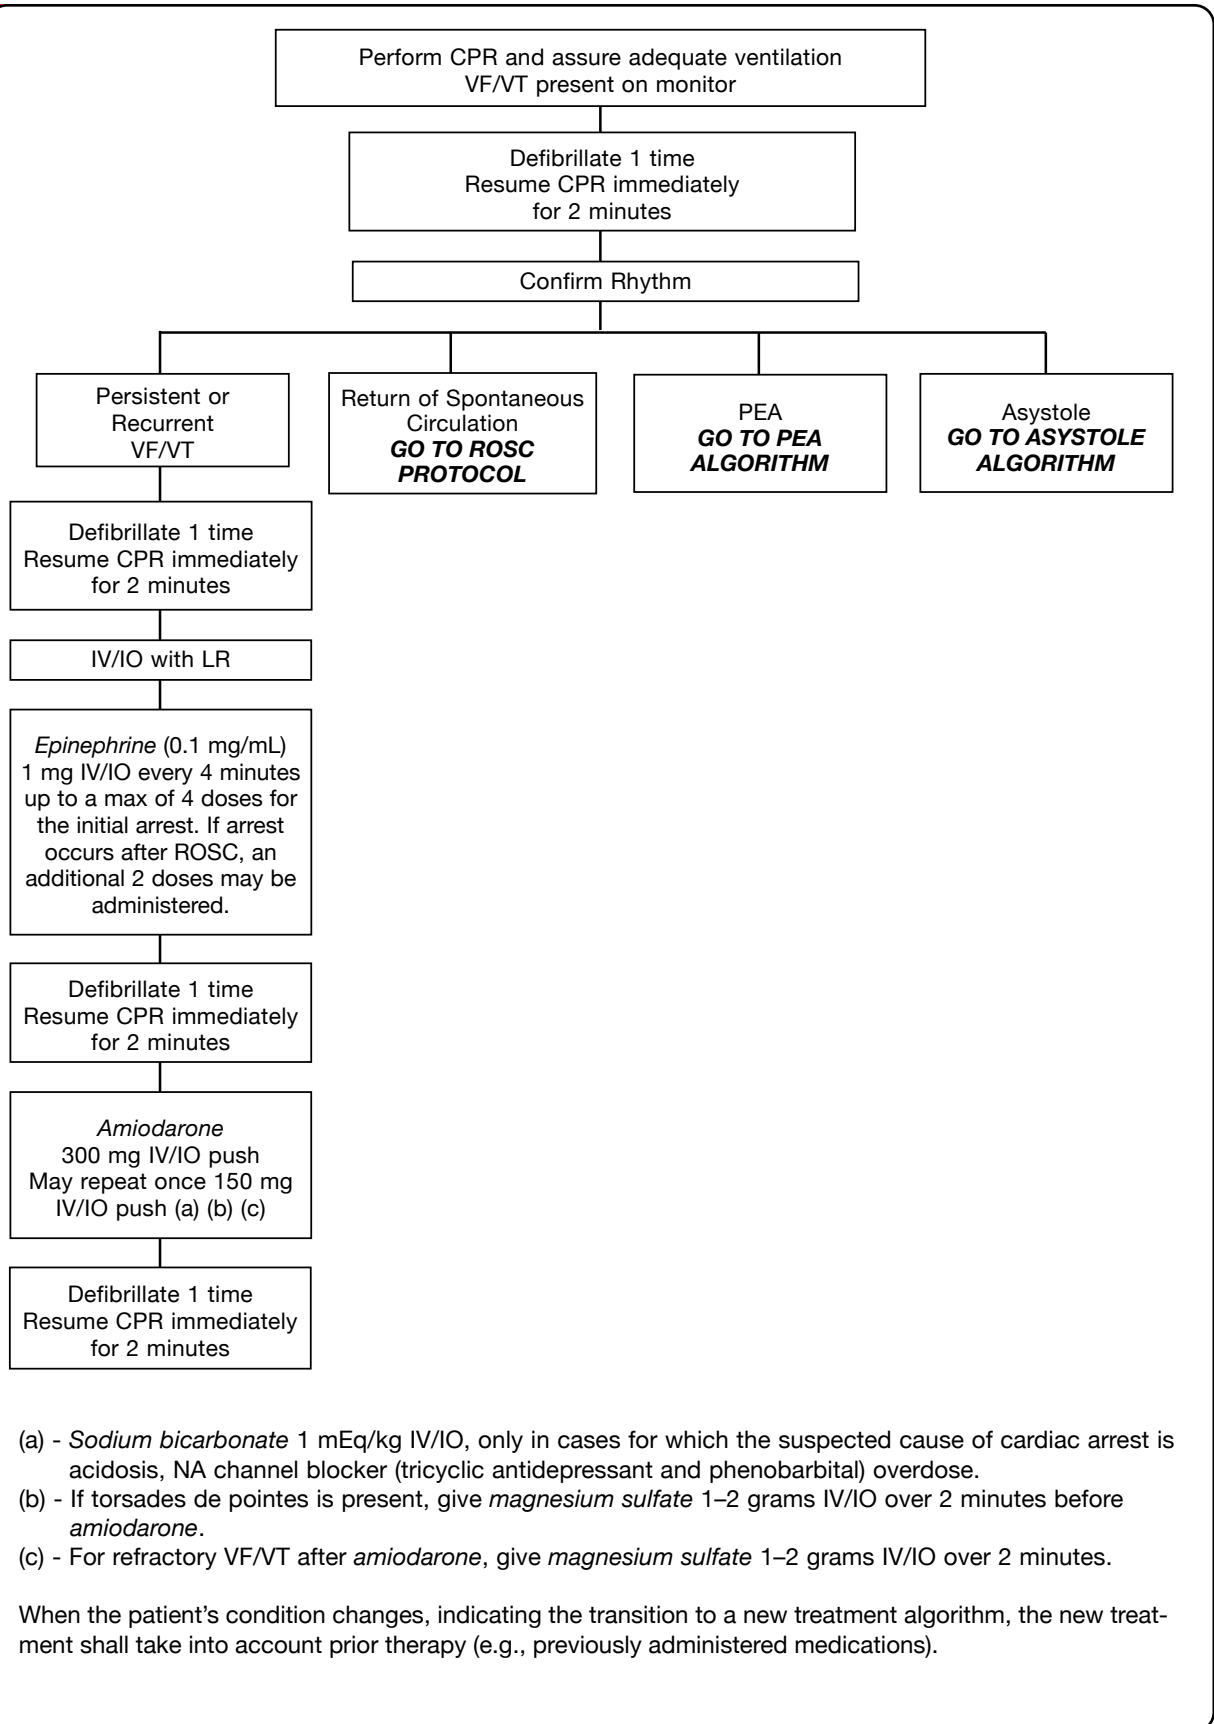 Perform CPR and assure adequate ventilation
VF/VT present on monitor
Defibrillate 1 time
Resume CPR immediately
for 2 minutes
Confirm Rhythm
Persistent or
Recurrent
VF/VT
Return of Spontaneous
Circulation
GO TO ROSC
PROTOCOL
PEA
GO TO PEA
ALGORITHM
Asystole
GO TO ASYSTOLE
ALGORITHM
Defibrillate 1 time
Resume CPR immediately
for 2 minutes
IV/IO with LR
Epinephrine (0.1 mg/mL)
1 mg IV/IO every 4 minutes
up to a max of 4 doses for
the initial arrest. If arrest
occurs after ROSC, an
additional 2 doses may be
administered.
Defibrillate 1 time
Resume CPR immediately
for 2 minutes
Amiodarone
300 mg IV/IO push
May repeat once 150 mg
IV/IO push (a) (b) (c)
Defibrillate 1 time
Resume CPR immediately
for 2 minutes
(a) - Sodium bicarbonate 1 mEq/kg IV/IO, only in cases for which the suspected cause of cardiac arrest is
acidosis, NA channel blocker (tricyclic antidepressant and phenobarbital) overdose.
(b) - If torsades de pointes is present, give magnesium sulfate 1–2 grams IV/IO over 2 minutes before
amiodarone.
(c) - For refractory VF/VT after amiodarone, give magnesium sulfate 1–2 grams IV/IO over 2 minutes.
When the patient’s condition changes, indicating the transition to a new treatment algorithm, the new treat-
ment shall take into account prior therapy (e.g., previously administered medications).